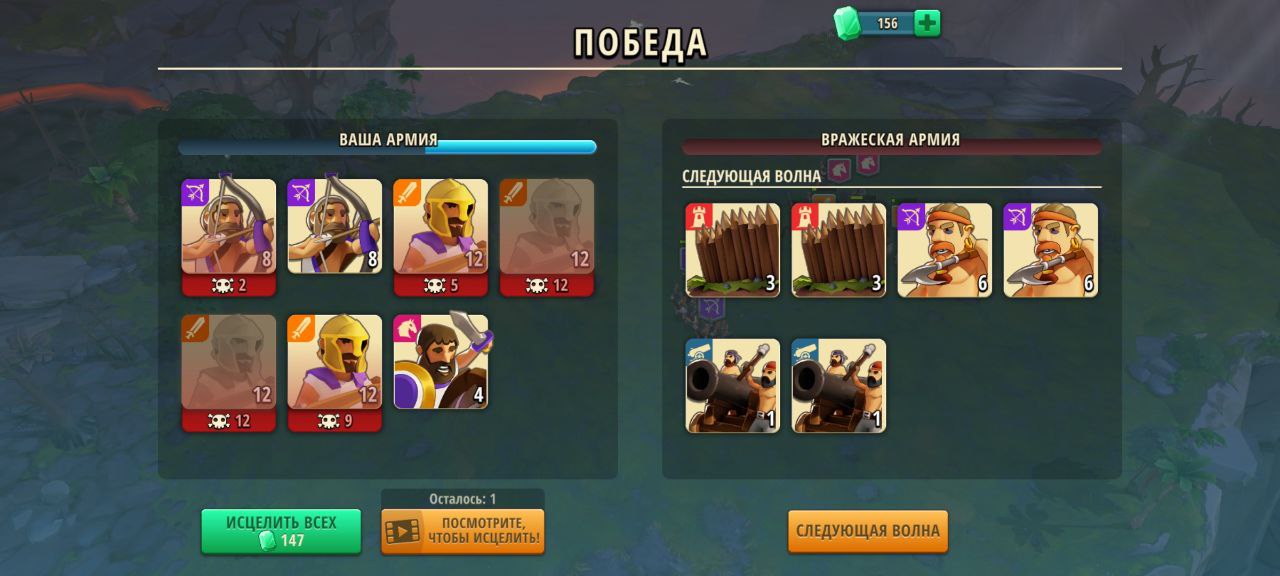 156
ПОБЕДА
ВАША АРМИЯ
8
8
12
12
2
5
12
12
12
4
12
9
ВРАЖЕСКАЯ АРМИЯ
СЛЕДУЮЩАЯ ВОЛНА
3
3
6
6
1
1
Осталось: 1
ИСЦЕЛИТЬ ВСЕХ
147
ПОСМОТРИТЕ,
ЧТОБЫ ИСЦЕЛИТЬ!
СЛЕДУЮЩАЯ ВОЛНА